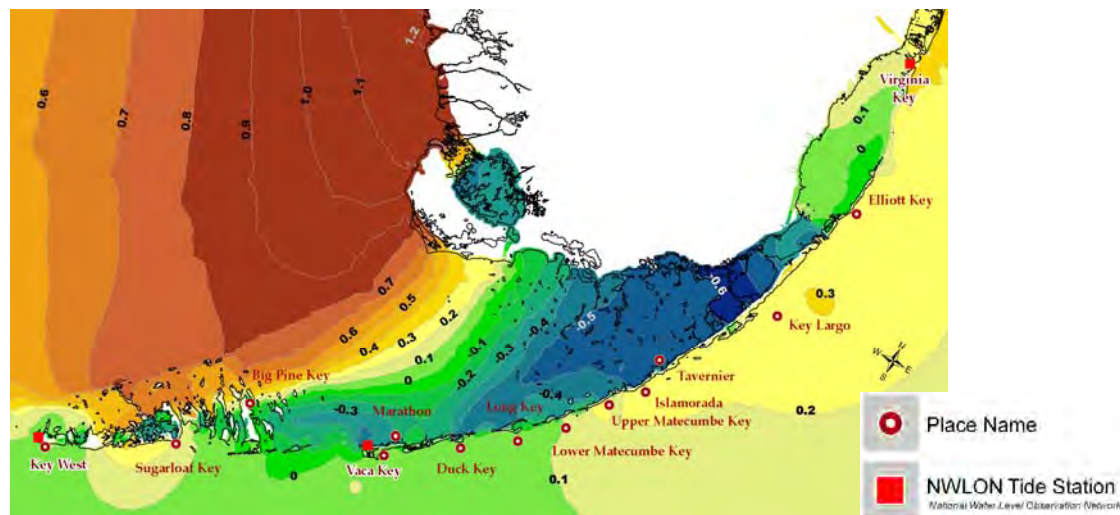 1.2
0.6
0.7
0.8
0.9
1.0
1.1
Virginia
Key
0.1
0
Elliott Key
0.7
0.5
0.2
0.6
0.4
0.3
0.1
0
-0.1
-0.2
-0.3
-0.4
-0.5
-0.6
0.3
Key Largo
N
W
E
S
Big Pine Key
-0.3
Marathon
Long Key
-0.4
Tavernier
Islamorada
Upper Matecumbe Key
0.2
Key West
Sugarloaf Key
0
Vaca Key
Duck Key
Lower Matecumbe Key
0.1
Place Name
NWLON Tide Station
National Water Level Observation Network